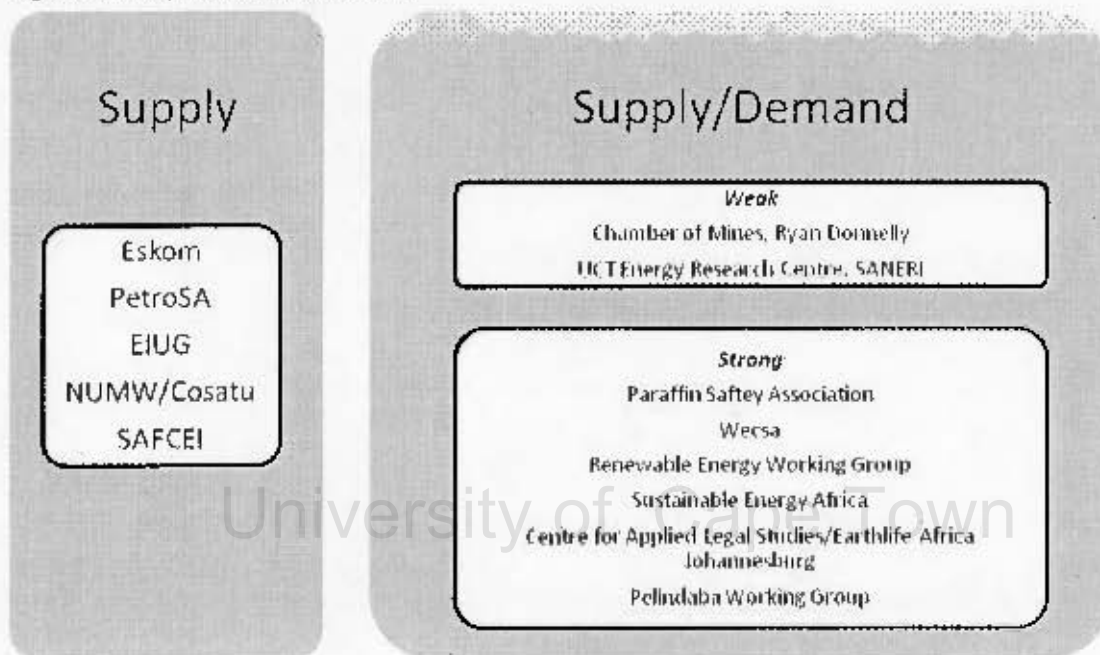 Supply
Eskom
PetroSA
EIUG
NUMW/Cosatu
SAFCEI
Supply/Demand
Weak
Chamber of Mines, Ryan Donnelly
UCT Energy Research Centre, SANERI
Strong
Paraffin Saftey Association
Wecsa
Renewable Energy Working Group
Sustainable Energy Africa
Centre for Applied Legal Studies/Earthlife Africa
Johannesburg
Pelindaba Working Group
University of Cape Town